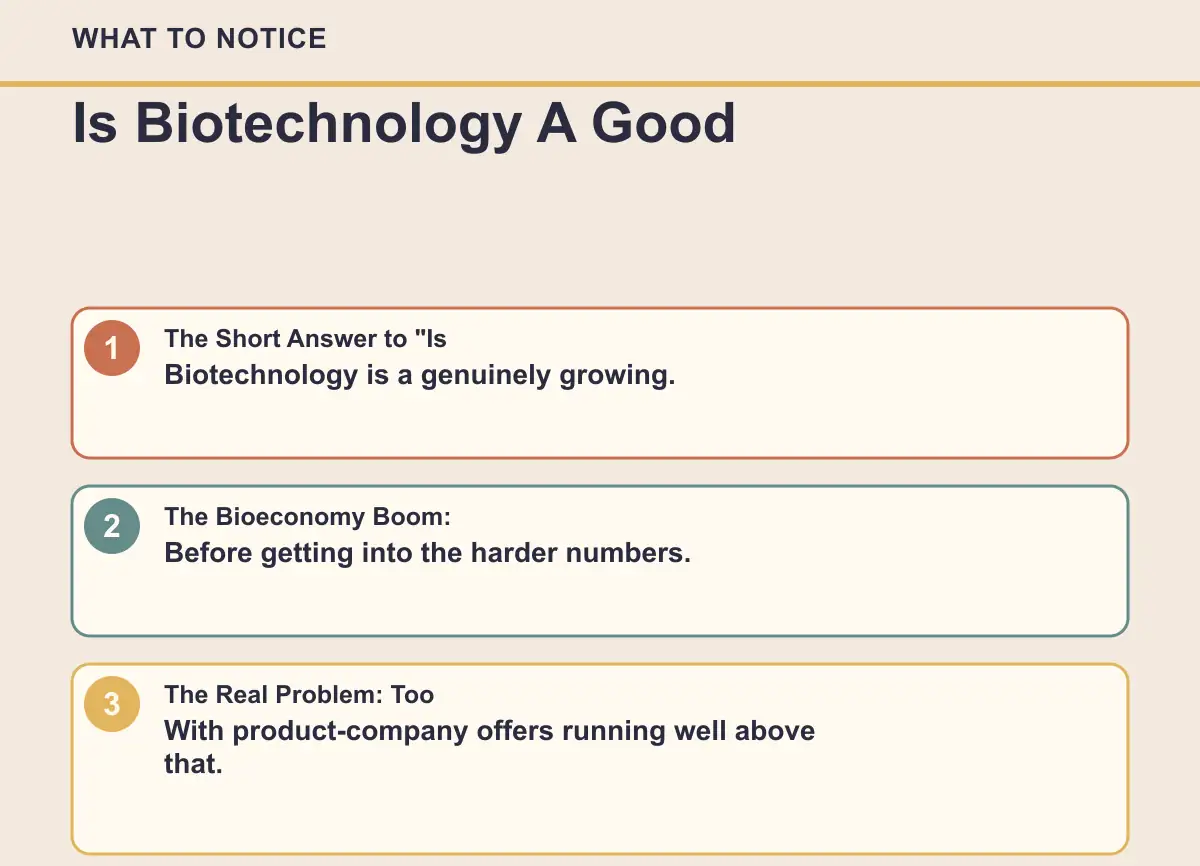 WHAT TO NOTICE
Is Biotechnology A Good
1
The Short Answer to "Is
Biotechnology is a genuinely growing.
2
The Bioeconomy Boom:
Before getting into the harder numbers.
3
The Real Problem: Too
With product-company offers running well above
that.